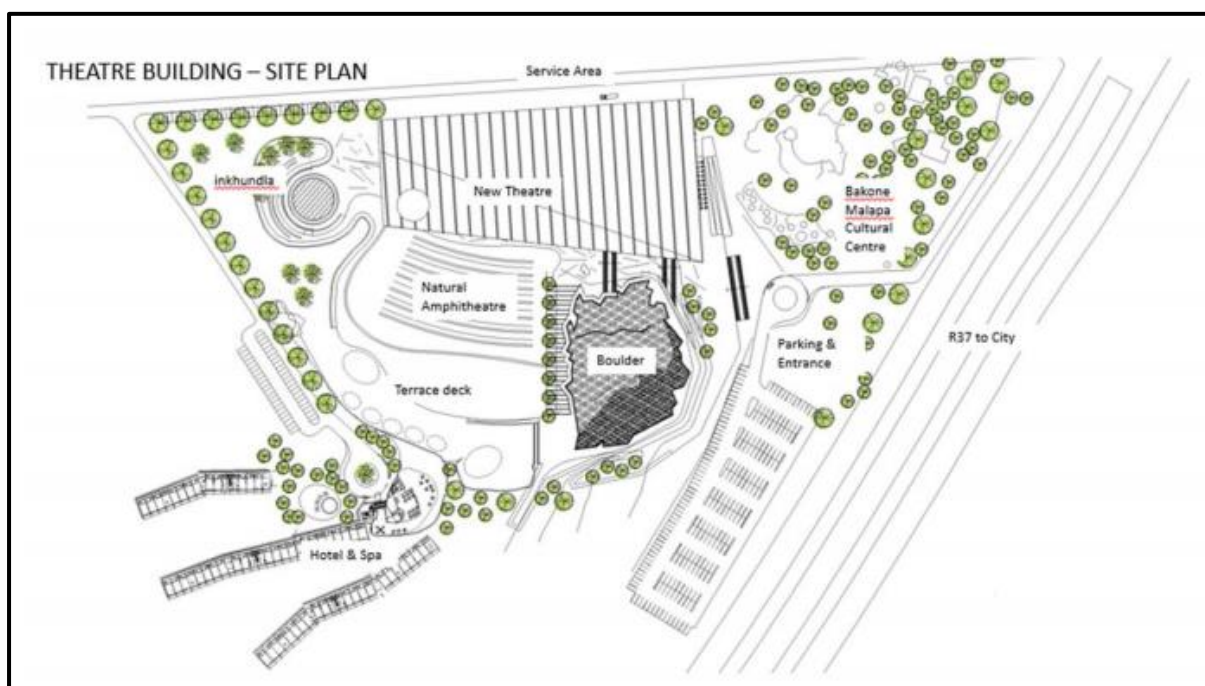 THEATRE BUILDING – SITE PLAN
Service Area
inkhundla
New Theatre
Bakone
Malapa
Cultural
Centre
Natural
Amphitheatre
R37 to City
Parking &
Entrance
Boulder
Terrace deck
Hotel & Spa